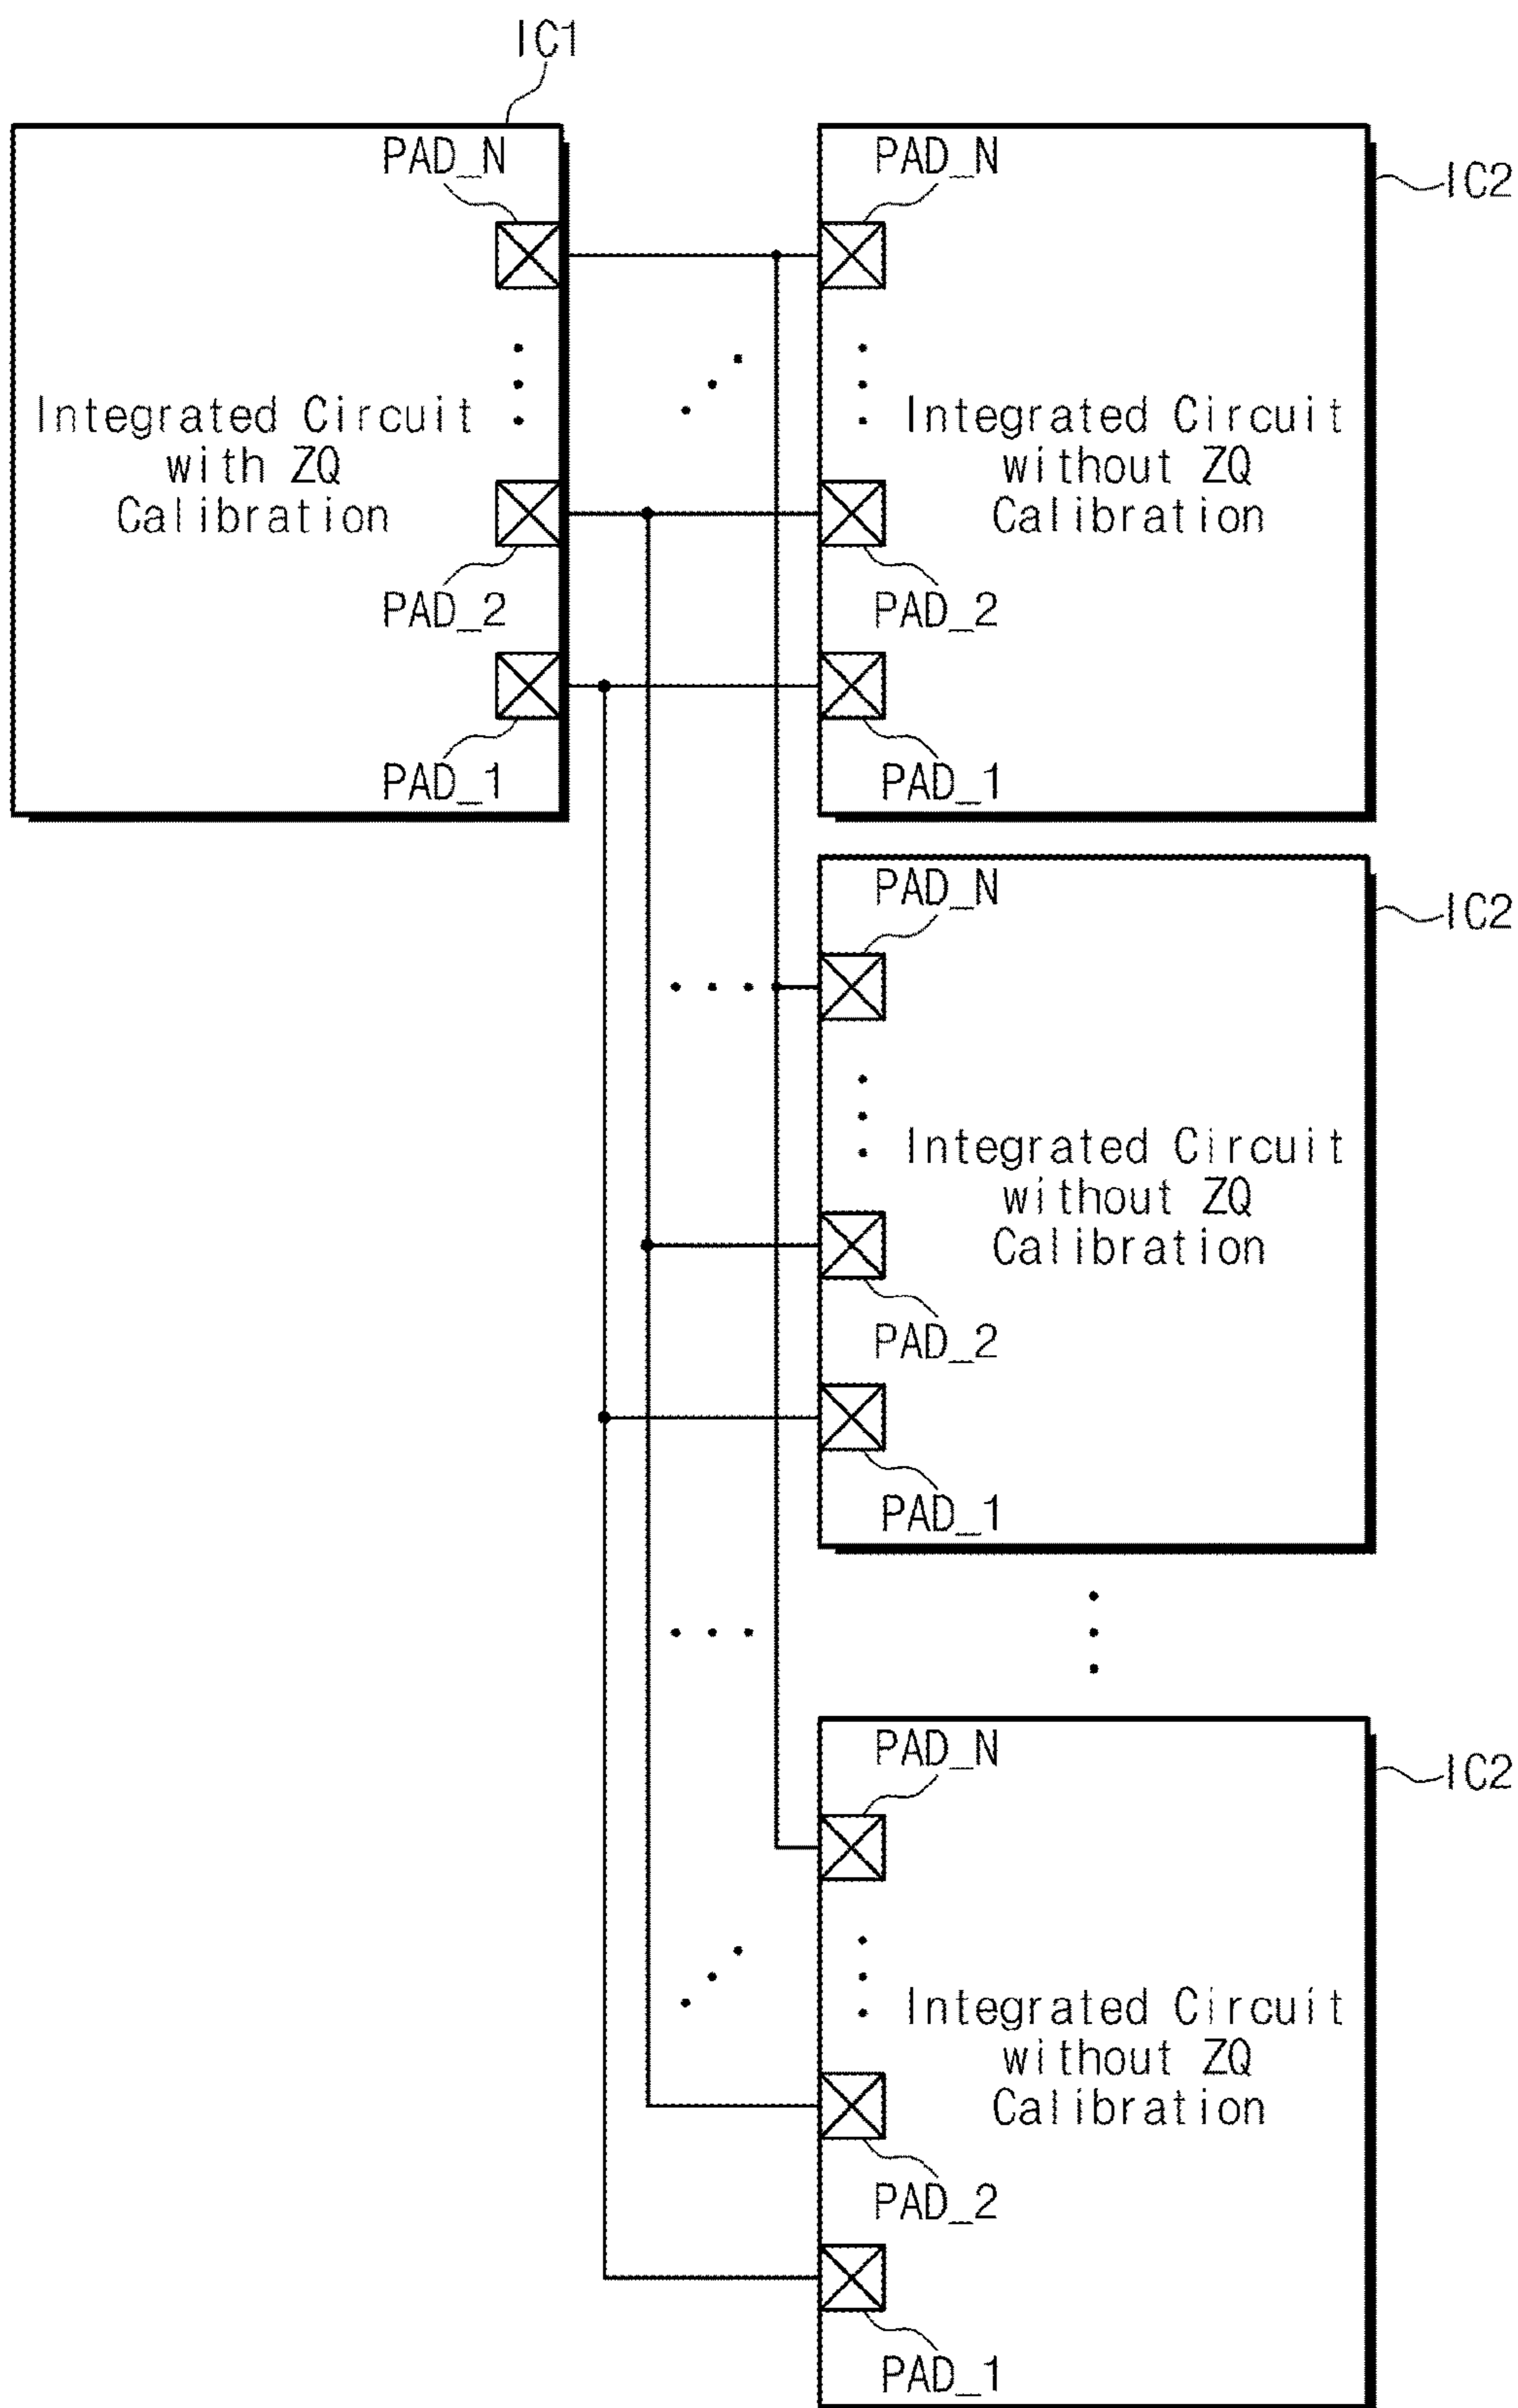 IC1
PAD_N
Integrated Circuit
with ZQ
Calibration
PAD_2
PAD_1
PAD_N
IC2
Integrated Circuit
without ZQ
Calibration
PAD_2
PAD_1
PAD_N
IC2
Integrated Circuit
without ZQ
Calibration
PAD_2
PAD_1
PAD_N
IC2
Integrated Circuit
without ZQ
Calibration
PAD_2
PAD_1